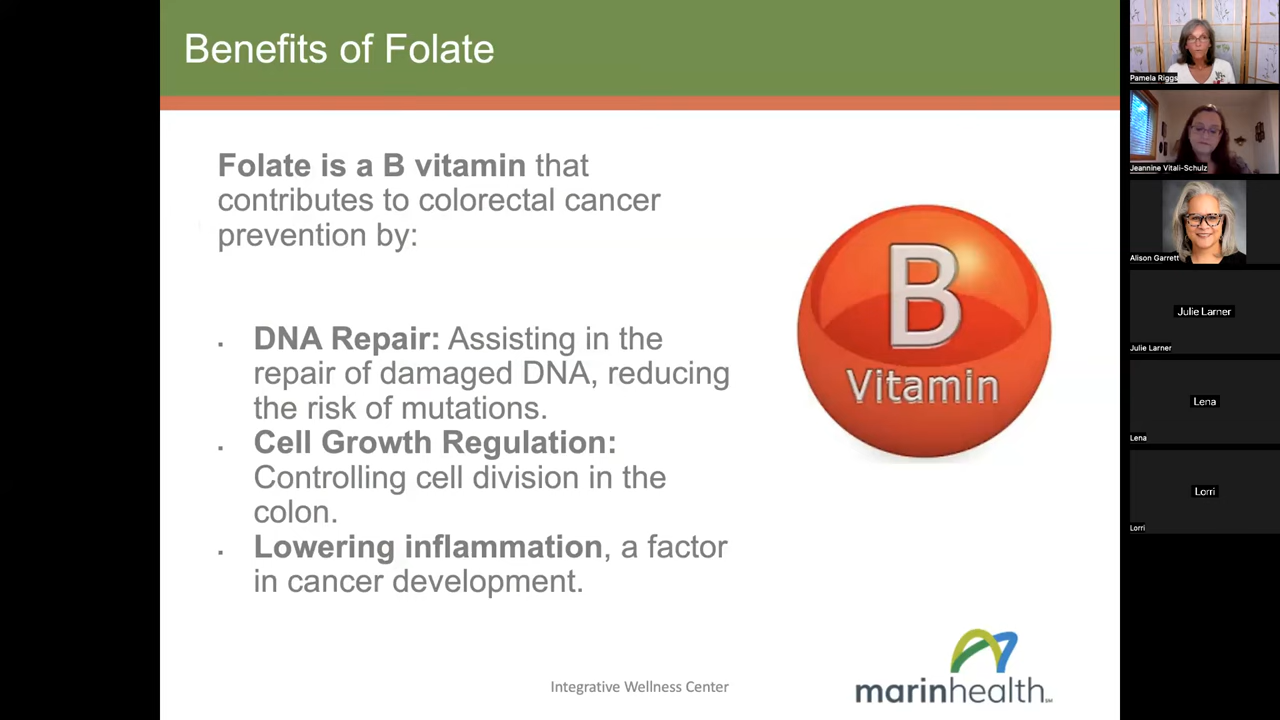 Benefits of Folate
Folate is a B vitamin that
contributes to colorectal cancer
prevention by:
▪ DNA Repair: Assisting in the
repair of damaged DNA, reducing
the risk of mutations.
▪ Cell Growth Regulation:
Controlling cell division in the
colon.
▪ Lowering inflammation, a factor
in cancer development.
B
Vitamin
Integrative Wellness Center
marinhealth℠
Pamela Riggs
Jeannine Vitali-Schulz
Alison Garrett
Julie Larner
Julie Larner
Lena
Lena
Lorri
Lorri